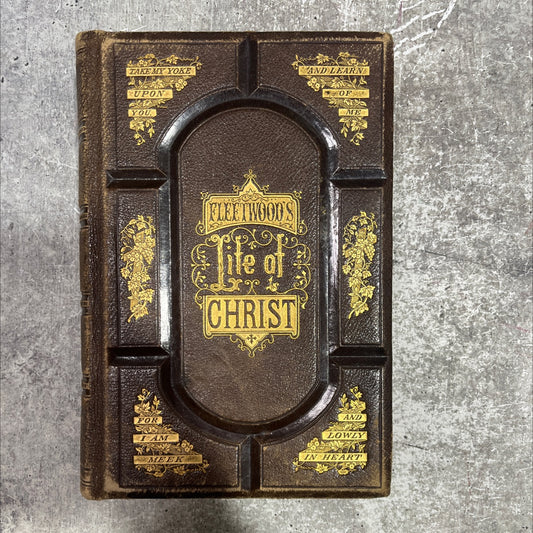 TAKE MY YOKE
UPON
YOU,
AND LEARN
OF
ME
FLEETWOOD'S
Life of
CHRIST
FOR
I AM
MEEK
AND
LOWLY
IN HEART